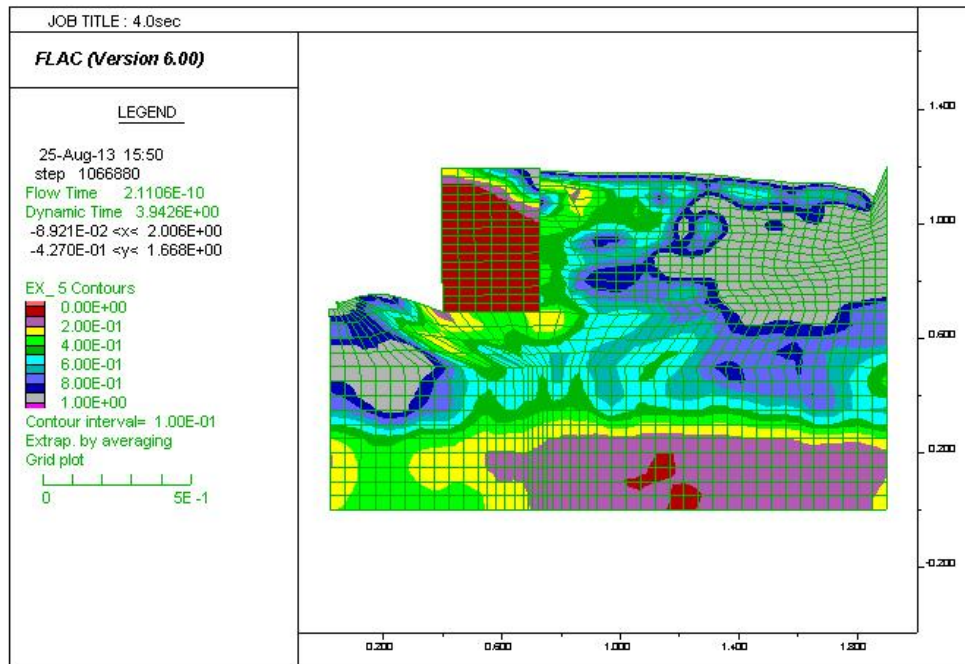 JOB TITLE : 4.0sec
FLAC (Version 6.00)
LEGEND
25-Aug-13 15:50
step 1066880
Flow Time 2.1106E-10
Dynamic Time 3.9426E+00
-8.921E-02 <x< 2.006E+00
-4.270E-01 <y< 1.668E+00
EX_ 5 Contours
0.00E+00
2.00E-01
4.00E-01
6.00E-01
8.00E-01
1.00E+00
Contour interval= 1.00E-01
Extrap. by averaging
Grid plot
0 5E -1
1.400
1.000
0.600
0.200
-0.200
0.200 0.600 1.000 1.400 1.800